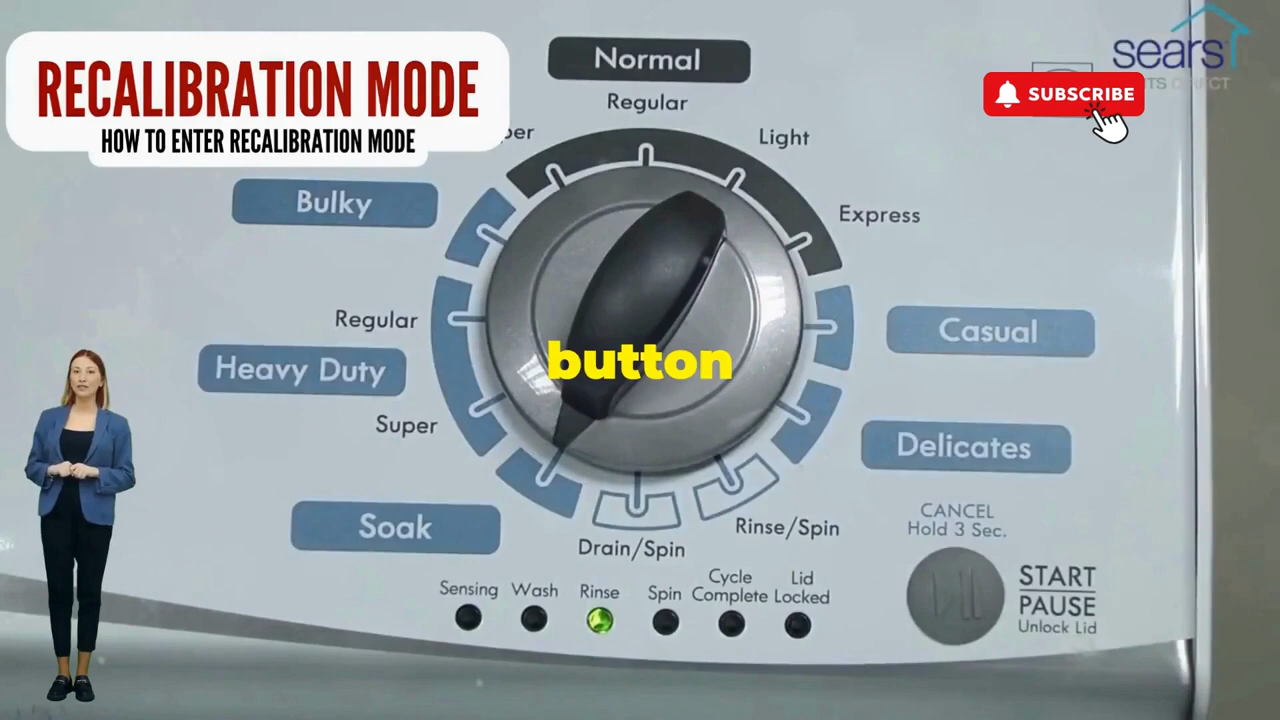 RECALIBRATION MODE
HOW TO ENTER RECALIBRATION MODE
sears
DIRECT
SUBSCRIBE
Normal
Regular
Light
Express
Bulky
Regular
Heavy Duty
Super
Casual
Delicates
button
Soak
Drain/Spin
Rinse/Spin
CANCEL
Hold 3 Sec.
Sensing
Wash
Rinse
Spin
Cycle
Complete
Lid
Locked
START
PAUSE
Unlock Lid